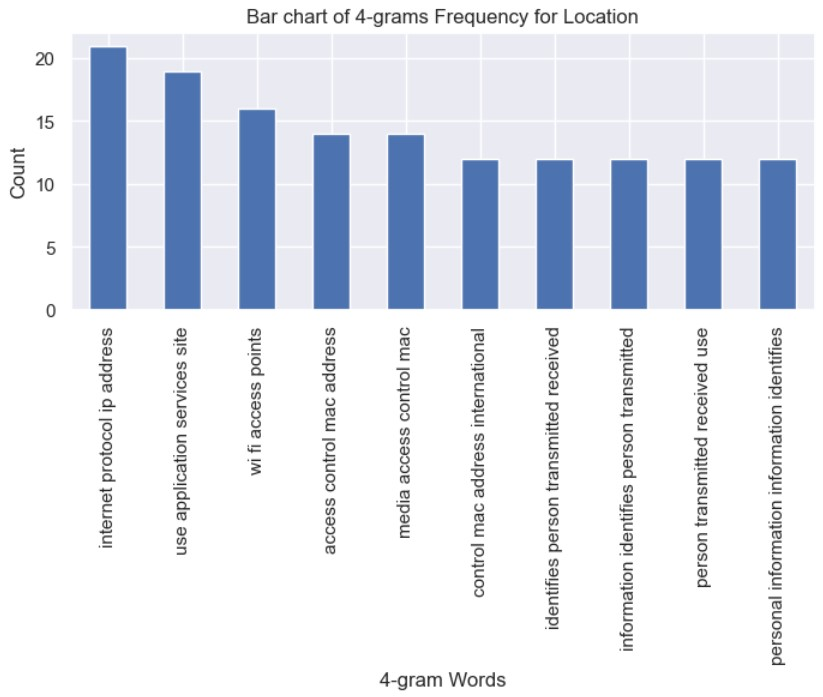 Bar chart of 4-grams Frequency for Location
Count
20
15
10
5
0
internet protocol ip address
use application services site
wi fi access points
access control mac address
media access control mac
control mac address international
identifies person transmitted received
information identifies person transmitted
person transmitted received use
personal information information identifies
4-gram Words